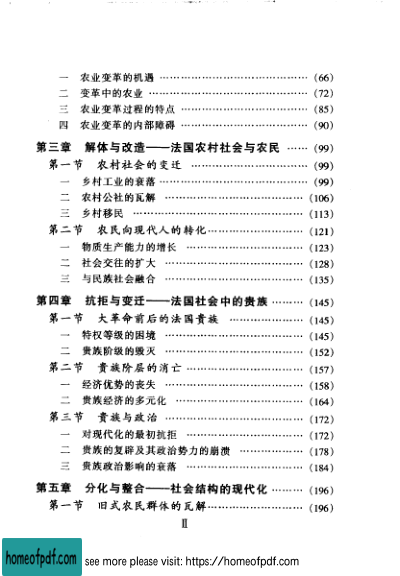 一 农业变革的机遇 ………………………………… (66)
二 变革中的农业 …………………………………… (72)
三 农业变革过程的特点 …………………………… (85)
四 农业变革的内部障碍 …………………………… (90)
第三章 解体与改造——法国农村社会与农民 …… (99)
第一节 农村社会的变迁 …………………………… (99)
一 乡村工业的衰落 ………………………………… (99)
二 农村公社的瓦解 ……………………………… (106)
三 乡村移民 ……………………………………… (113)
第二节 农民向现代人的转化 …………………… (121)
一 物质生产能力的增长 ………………………… (123)
二 社会交往的扩大 ……………………………… (128)
三 与民族社会融合 ……………………………… (135)
第四章 抗拒与变迁——法国社会中的贵族 ……… (145)
第一节 大革命前后的法国贵族 ………………… (145)
一 特权等级的困境 ……………………………… (145)
二 贵族阶级的毁灭 ……………………………… (152)
第二节 贵族阶层的消亡 ………………………… (157)
一 经济优势的丧失 ……………………………… (158)
二 贵族经济的多元化 …………………………… (164)
第三节 贵族与政治 ……………………………… (172)
一 对现代化的最初抗拒 ………………………… (172)
二 贵族的复辟及其政治势力的崩溃 …………… (178)
三 贵族政治影响的衰落 ………………………… (184)
第五章 分化与整合——社会结构的现代化 ……… (196)
第一节 旧式农民群体的瓦解 …………………… (196)
Ⅱ
homeofpdf.com see more please visit: https://homeofpdf.com